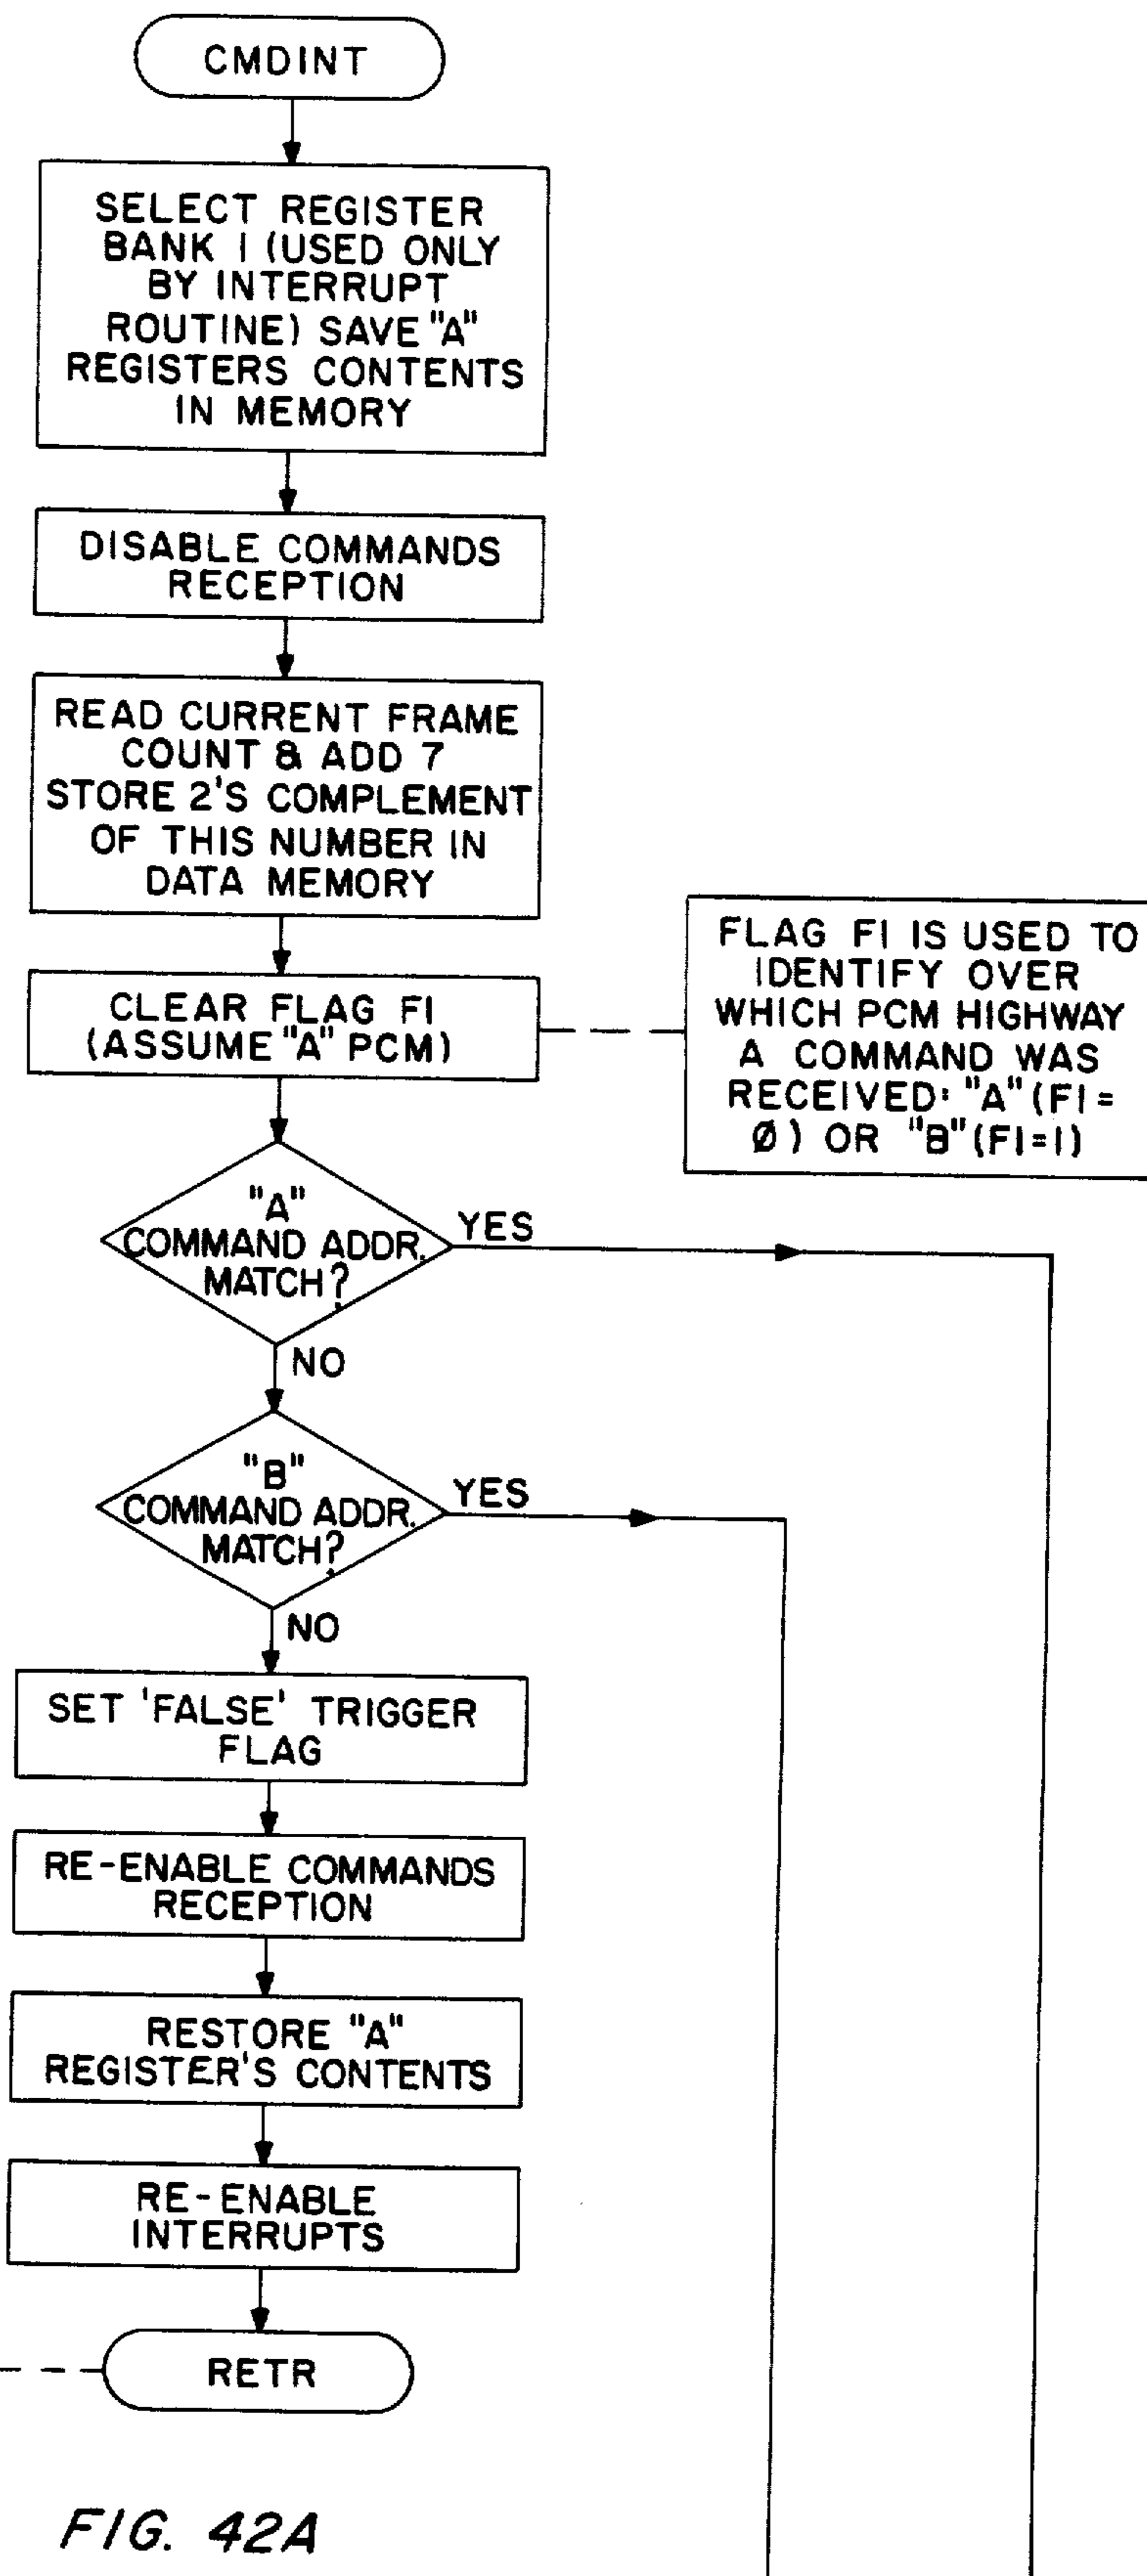 CMDINT
SELECT REGISTER
BANK 1 (USED ONLY
BY INTERRUPT
ROUTINE) SAVE "A"
REGISTERS CONTENTS
IN MEMORY
DISABLE COMMANDS
RECEPTION
READ CURRENT FRAME
COUNT & ADD 7
STORE 2'S COMPLEMENT
OF THIS NUMBER IN
DATA MEMORY
CLEAR FLAG F1
(ASSUME "A" PCM)
FLAG F1 IS USED TO
IDENTIFY OVER
WHICH PCM HIGHWAY
A COMMAND WAS
RECEIVED: "A" (F1=
Ø) OR "B" (F1=1)
"A"
COMMAND ADDR.
MATCH?
YES
NO
"B"
COMMAND ADDR.
MATCH?
YES
NO
SET 'FALSE' TRIGGER
FLAG
RE-ENABLE COMMANDS
RECEPTION
RESTORE "A"
REGISTER'S CONTENTS
RE-ENABLE
INTERRUPTS
RETR
FIG. 42A